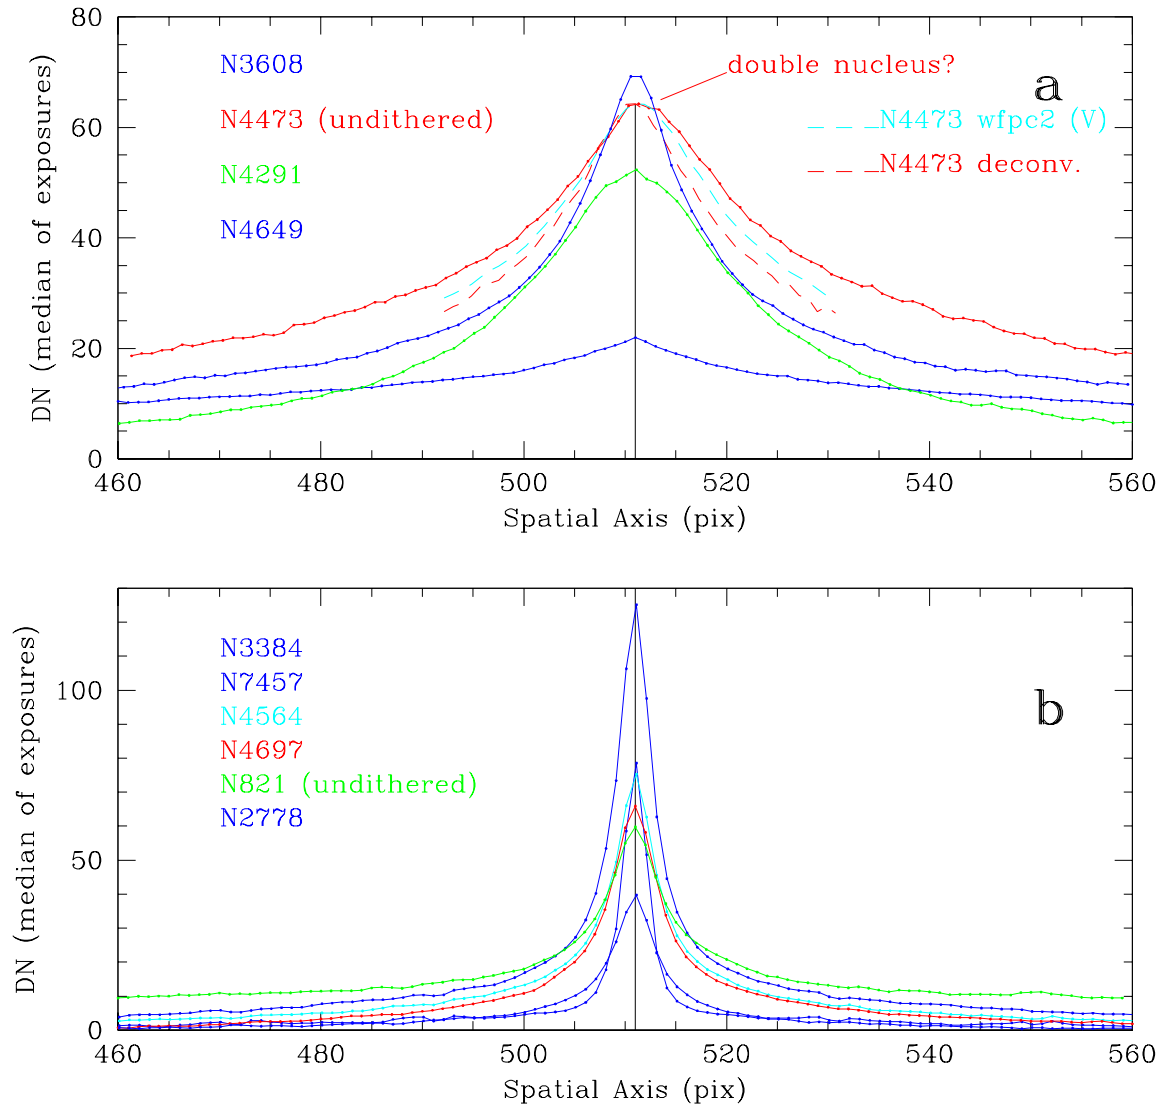 80
60
40
20
0
DN (median of exposures)
N3608
N4473 (undithered)
N4291
N4649
double nucleus?
a
N4473 wfpc2 (V)
N4473 deconv.
460 480 500 520 540 560
Spatial Axis (pix)
100
50
0
DN (median of exposures)
N3384
N7457
N4564
N4697
N821 (undithered)
N2778
b
460 480 500 520 540 560
Spatial Axis (pix)